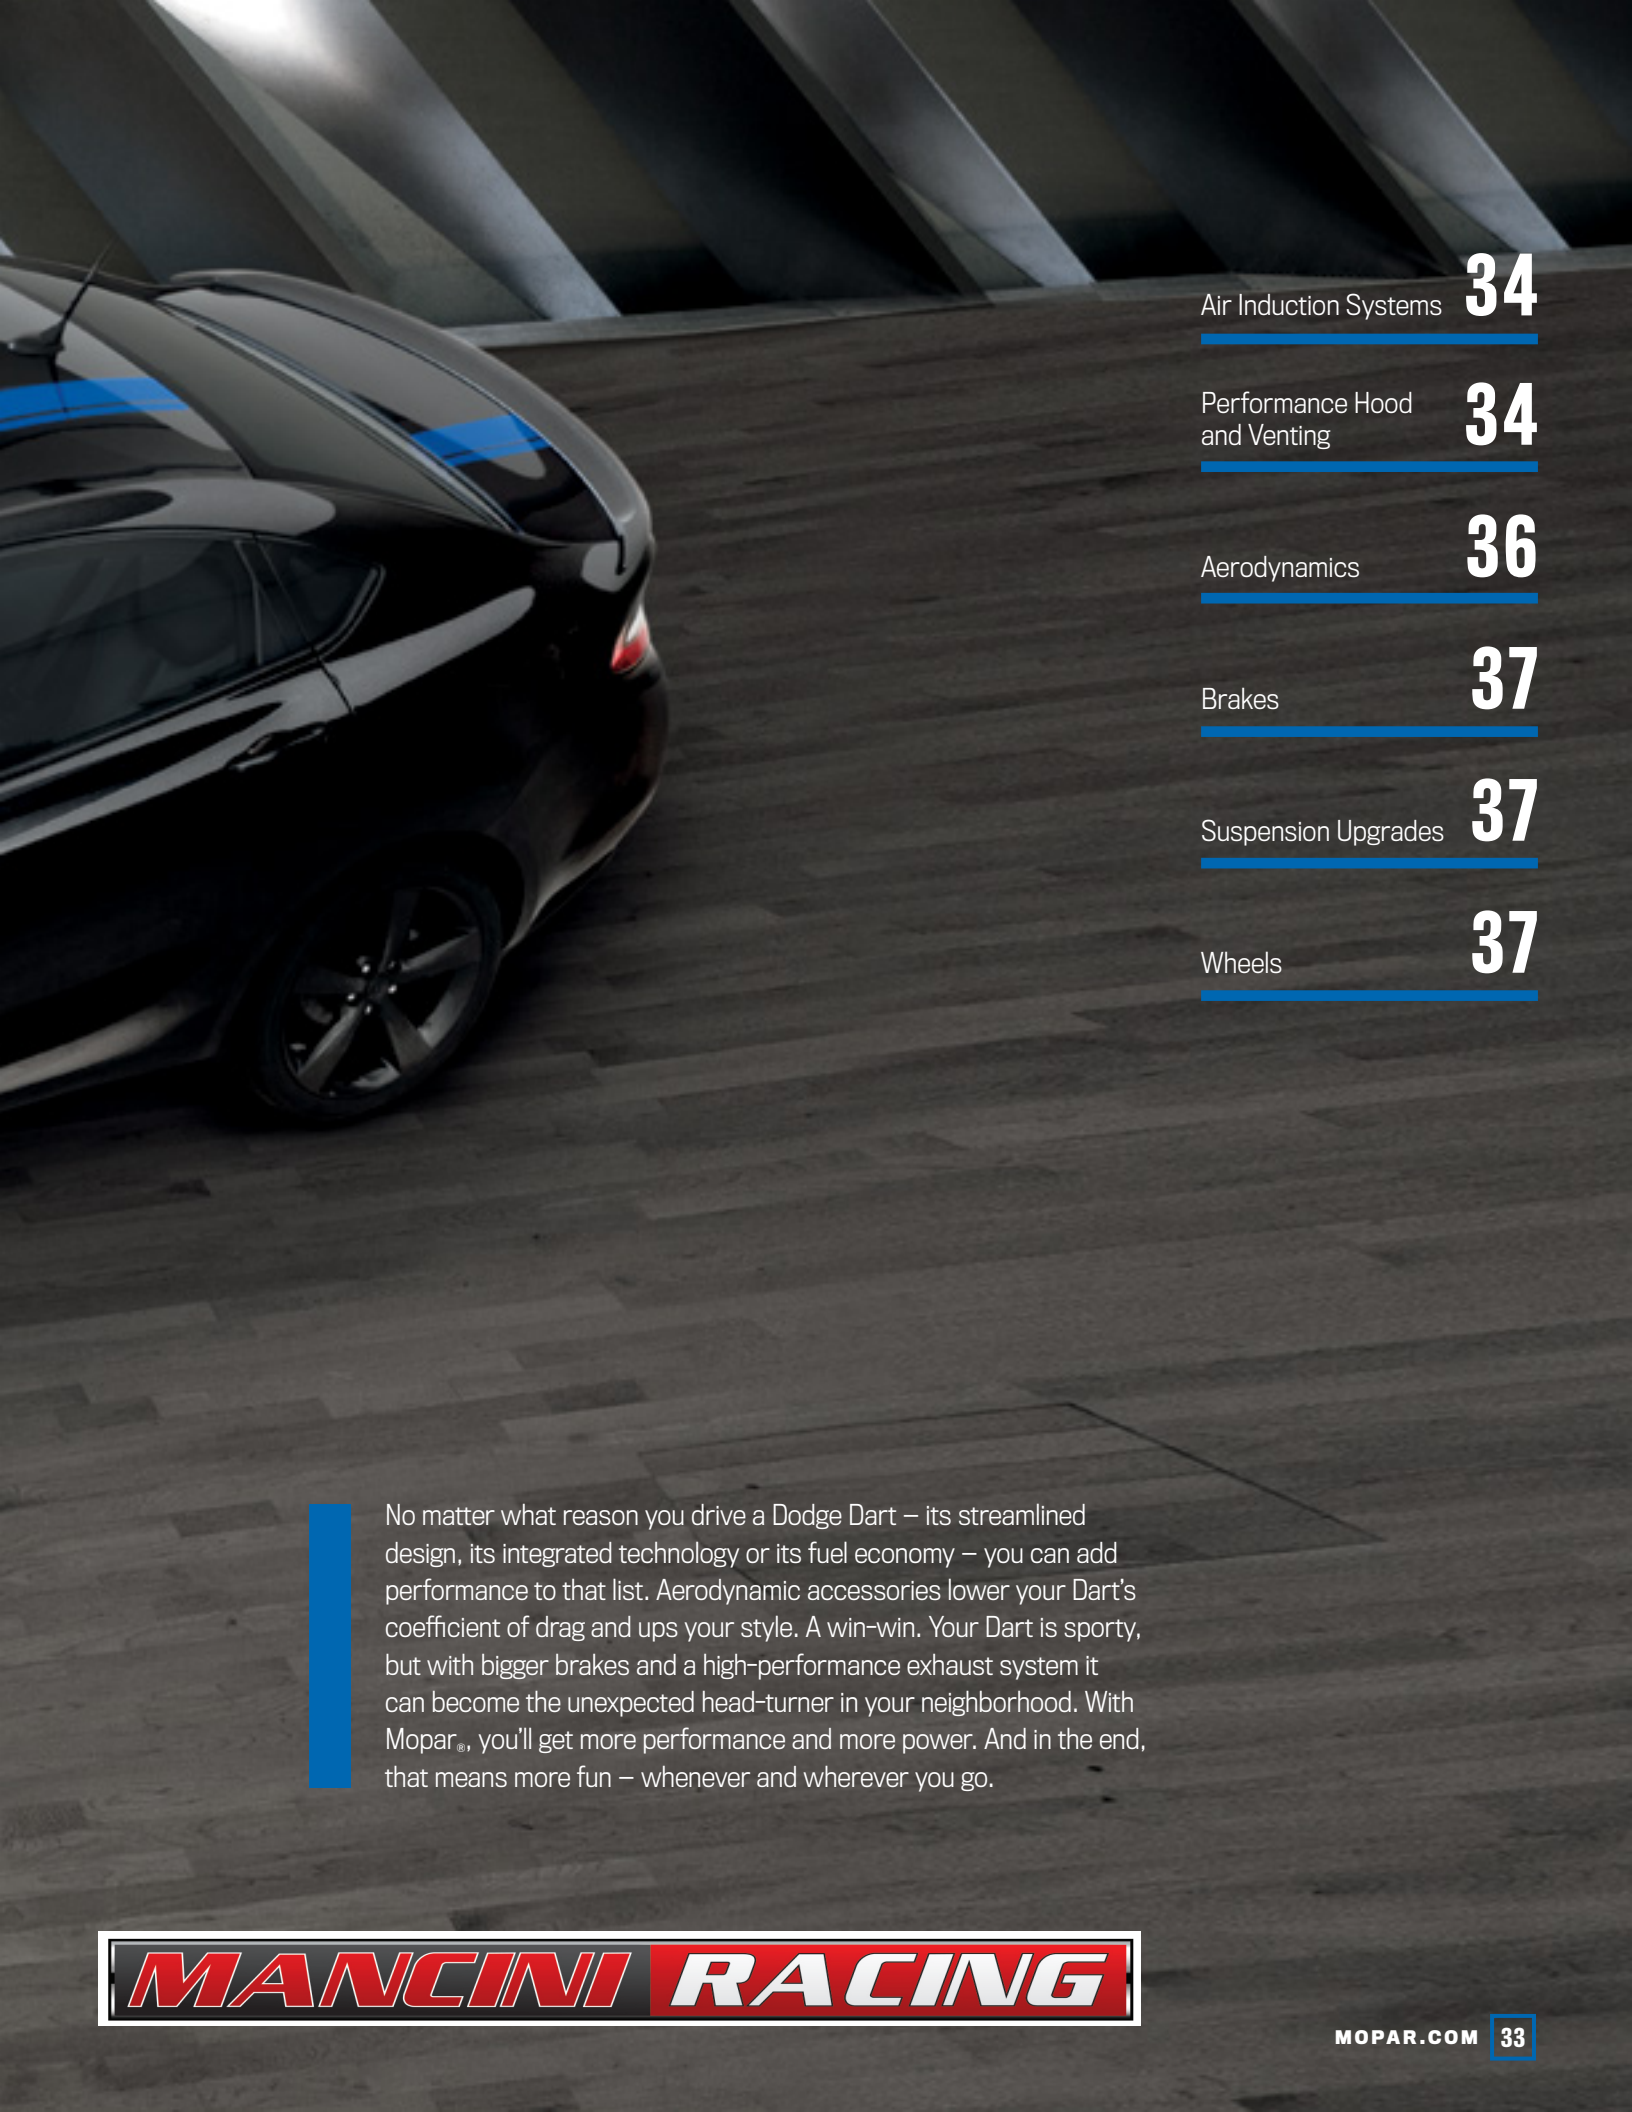 Air Induction Systems 34
Performance Hood
and Venting 34
Aerodynamics 36
Brakes 37
Suspension Upgrades 37
Wheels 37
No matter what reason you drive a Dodge Dart – its streamlined
design, its integrated technology or its fuel economy – you can add
performance to that list. Aerodynamic accessories lower your Dart's
coefficient of drag and ups your style. A win-win. Your Dart is sporty,
but with bigger brakes and a high-performance exhaust system it
can become the unexpected head-turner in your neighborhood. With
Mopar®, you'll get more performance and more power. And in the end,
that means more fun – whenever and wherever you go.
MANCINI RACING
MOPAR.COM 33